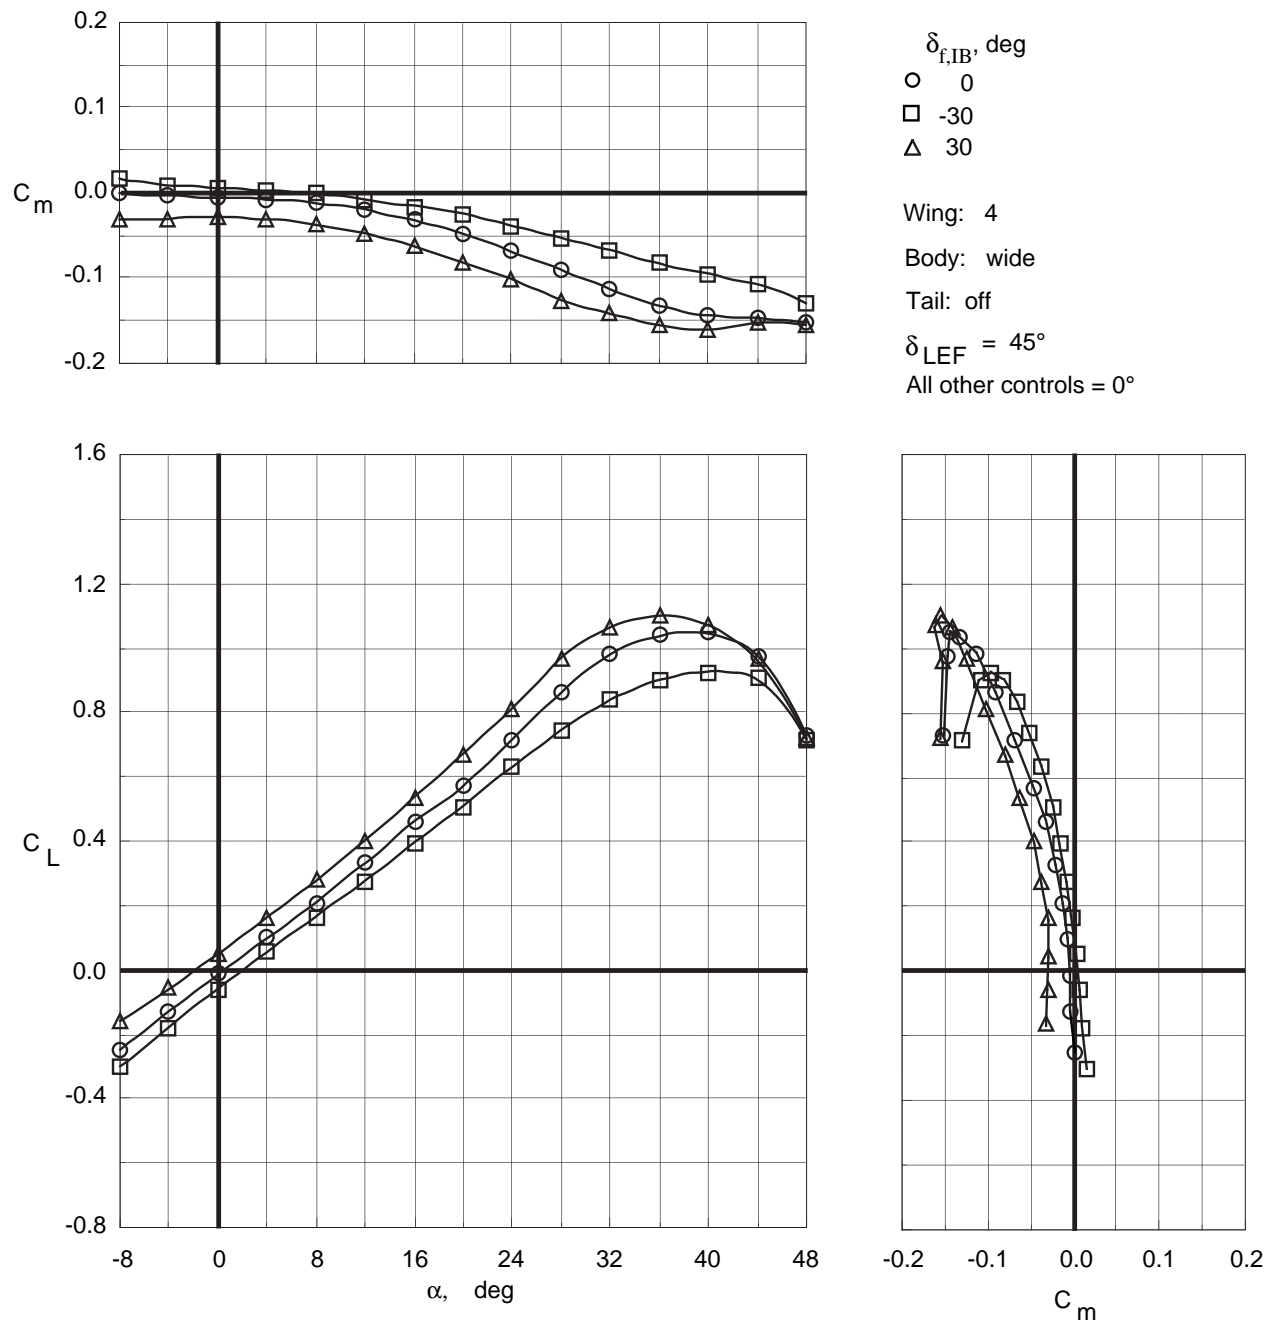 0.2
0.1
0.0
-0.1
-0.2
C m
δf,IB, deg
0
-30
30
Wing: 4
Body: wide
Tail: off
δ LEF = 45°
All other controls = 0°
1.6
1.2
0.8
0.4
0.0
-0.4
-0.8
C L
-8 0 8 16 24 32 40 48
α, deg
-0.2 -0.1 0.0 0.1 0.2
C m